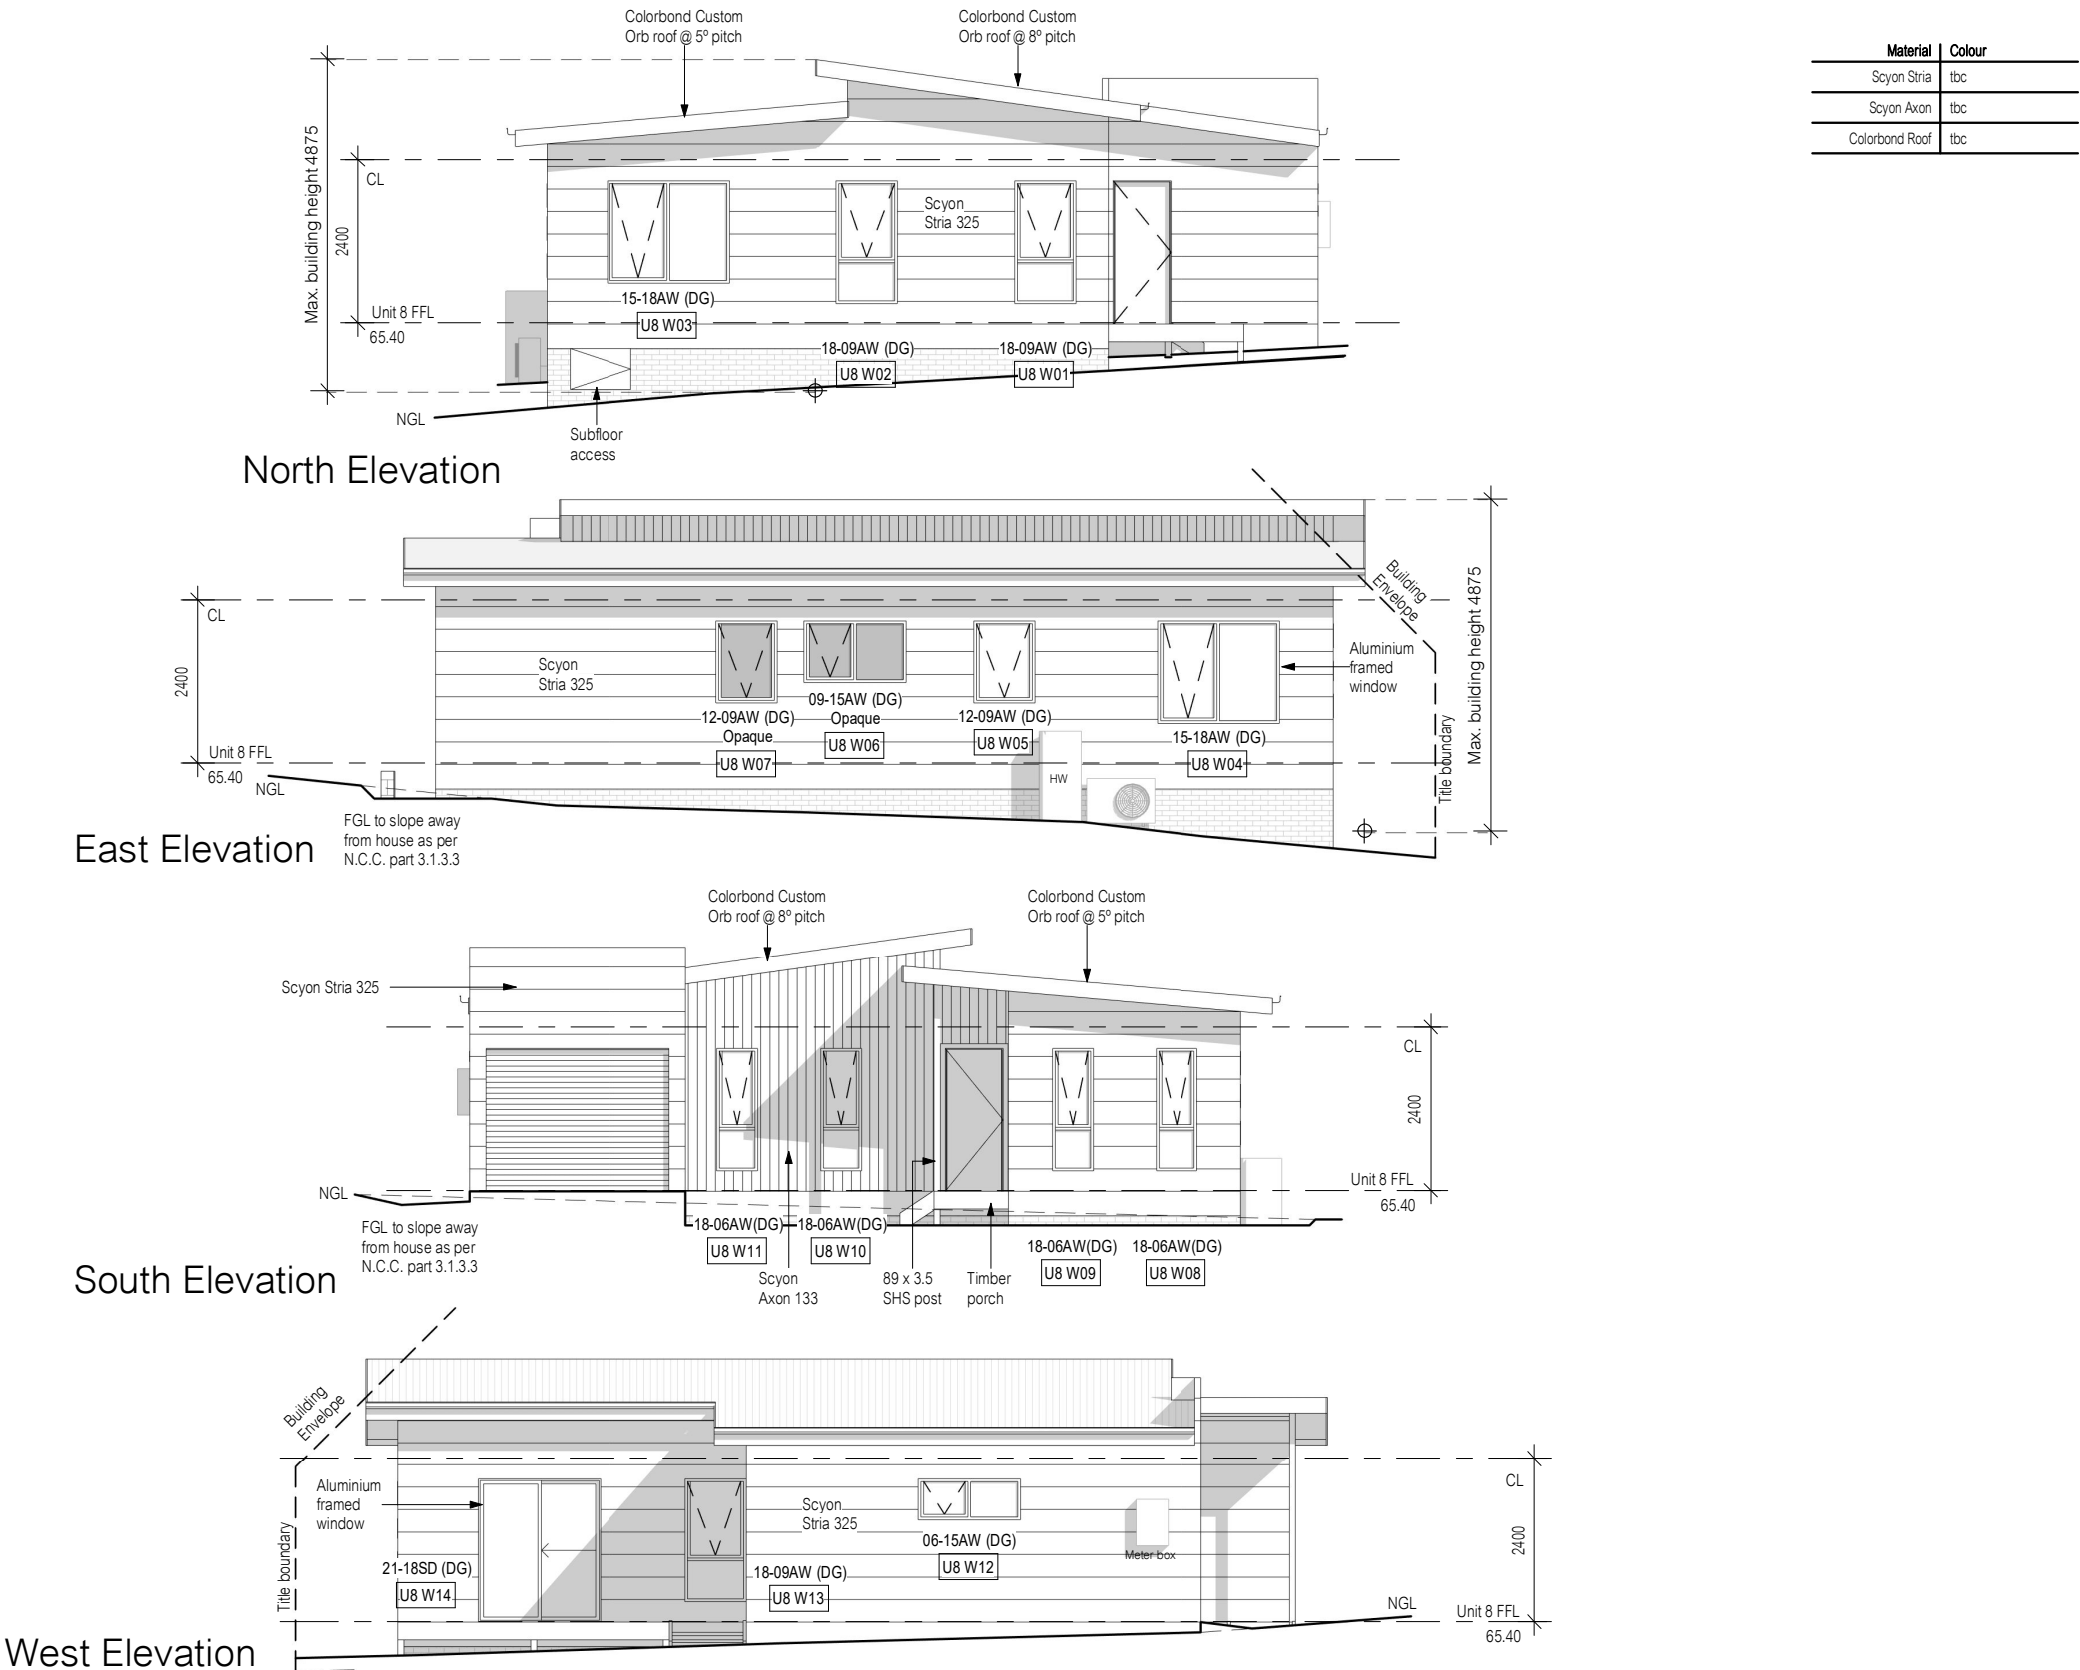 Colorbond Custom
Orb roof @ 5º pitch
Colorbond Custom
Orb roof @ 8º pitch
Material Colour
Scyon Stria tbc
Scyon Axon tbc
Colorbond Roof tbc
Max. building height 4875
2400
CL
Scyon
Stria 325
15-18AW (DG)
U8 W03
Unit 8 FFL
65.40
18-09AW (DG)
U8 W02
18-09AW (DG)
U8 W01
NGL
Subfloor
access
North Elevation
Building
Envelope
CL
2400
Max. building height 4875
Scyon
Stria 325
Aluminium
framed
window
09-15AW (DG)
Opaque
U8 W06
12-09AW (DG)
Opaque
U8 W07
12-09AW (DG)
U8 W05
15-18AW (DG)
U8 W04
Title boundary
Unit 8 FFL
65.40
NGL
HW
FGL to slope away
from house as per
N.C.C. part 3.1.3.3
East Elevation
Colorbond Custom
Orb roof @ 8º pitch
Colorbond Custom
Orb roof @ 5º pitch
Scyon Stria 325
CL
2400
Unit 8 FFL
65.40
NGL
FGL to slope away
from house as per
N.C.C. part 3.1.3.3
18-06AW(DG)
U8 W11
18-06AW(DG)
U8 W10
18-06AW(DG)
U8 W09
18-06AW(DG)
U8 W08
Scyon
Axon 133
89 x 3.5
SHS post
Timber
porch
South Elevation
Building
Envelope
Aluminium
framed
window
Title boundary
Scyon
Stria 325
CL
2400
06-15AW (DG)
U8 W12
Meter box
21-18SD (DG)
U8 W14
18-09AW (DG)
U8 W13
NGL
Unit 8 FFL
65.40
West Elevation